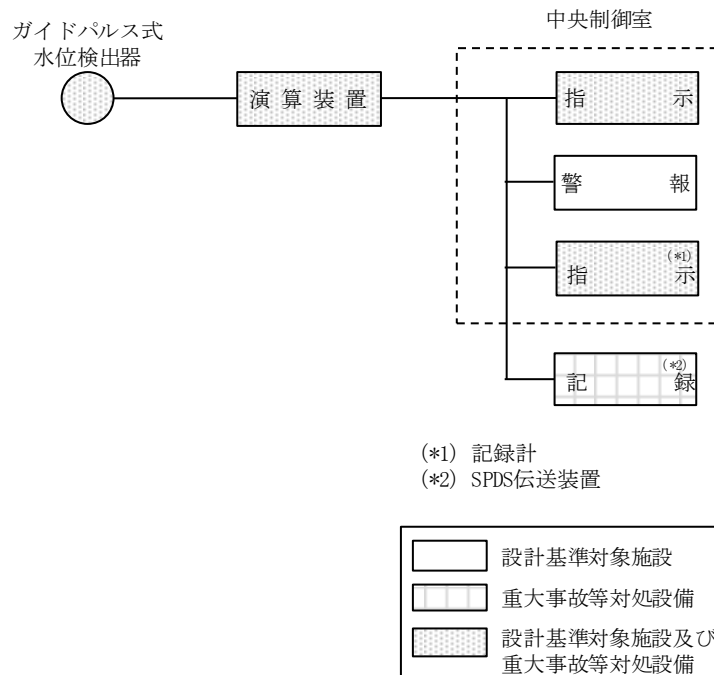 中央制御室
ガイドパルス式
水位検出器
演算装置
指示
警報
指示(*1)
記録(*2)
(*1) 記録計
(*2) SPDS伝送装置
設計基準対象施設
重大事故等対処設備
設計基準対象施設及び
重大事故等対処設備